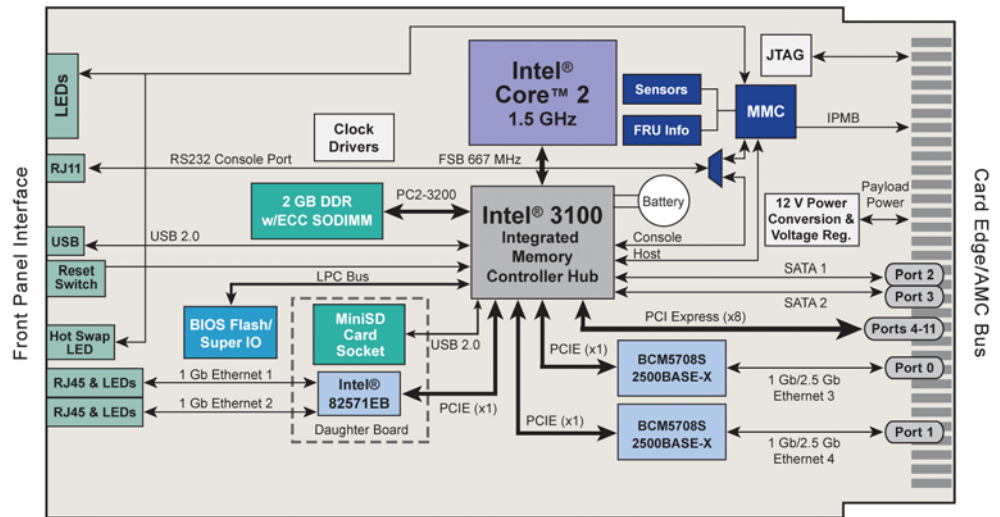 Front Panel Interface
LEDs
RJ11
USB
Reset
Switch
Hot Swap
LED
RJ45 & LEDs
RJ45 & LEDs
RS232 Console Port
Clock
Drivers
2 GB DDR
w/ECC SODIMM
PC2-3200
USB 2.0
LPC Bus
BIOS Flash/
Super IO
MiniSD
Card
Socket
USB 2.0
1 Gb Ethernet 1
1 Gb Ethernet 2
Intel®
82571EB
Daughter Board
PCIE (x1)
Intel®
Core™ 2
1.5 GHz
FSB 667 MHz
Intel® 3100
Integrated
Memory
Controller Hub
Sensors
FRU Info
MMC
JTAG
IPMB
Battery
Console
Host
12 V Power
Conversion &
Voltage Reg.
Payload
Power
SATA 1
SATA 2
PCI Express (x8)
PCIE (x1)
BCM5708S
2500BASE-X
1 Gb/2.5 Gb
Ethernet 3
PCIE (x1)
BCM5708S
2500BASE-X
1 Gb/2.5 Gb
Ethernet 4
Port 2
Port 3
Ports 4-11
Port 0
Port 1
Card Edge/AMC Bus